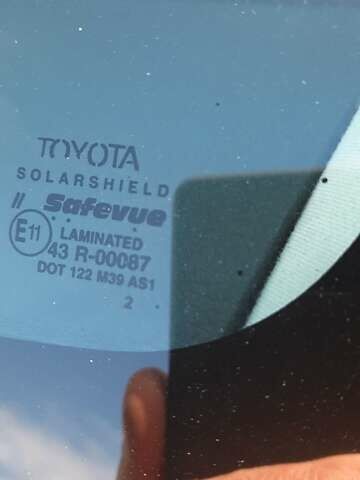 TOYOTA
SOLARSHIELD
// Safevue
E11 LAMINATED
43 R-00087
DOT 122 M39 AS1
2